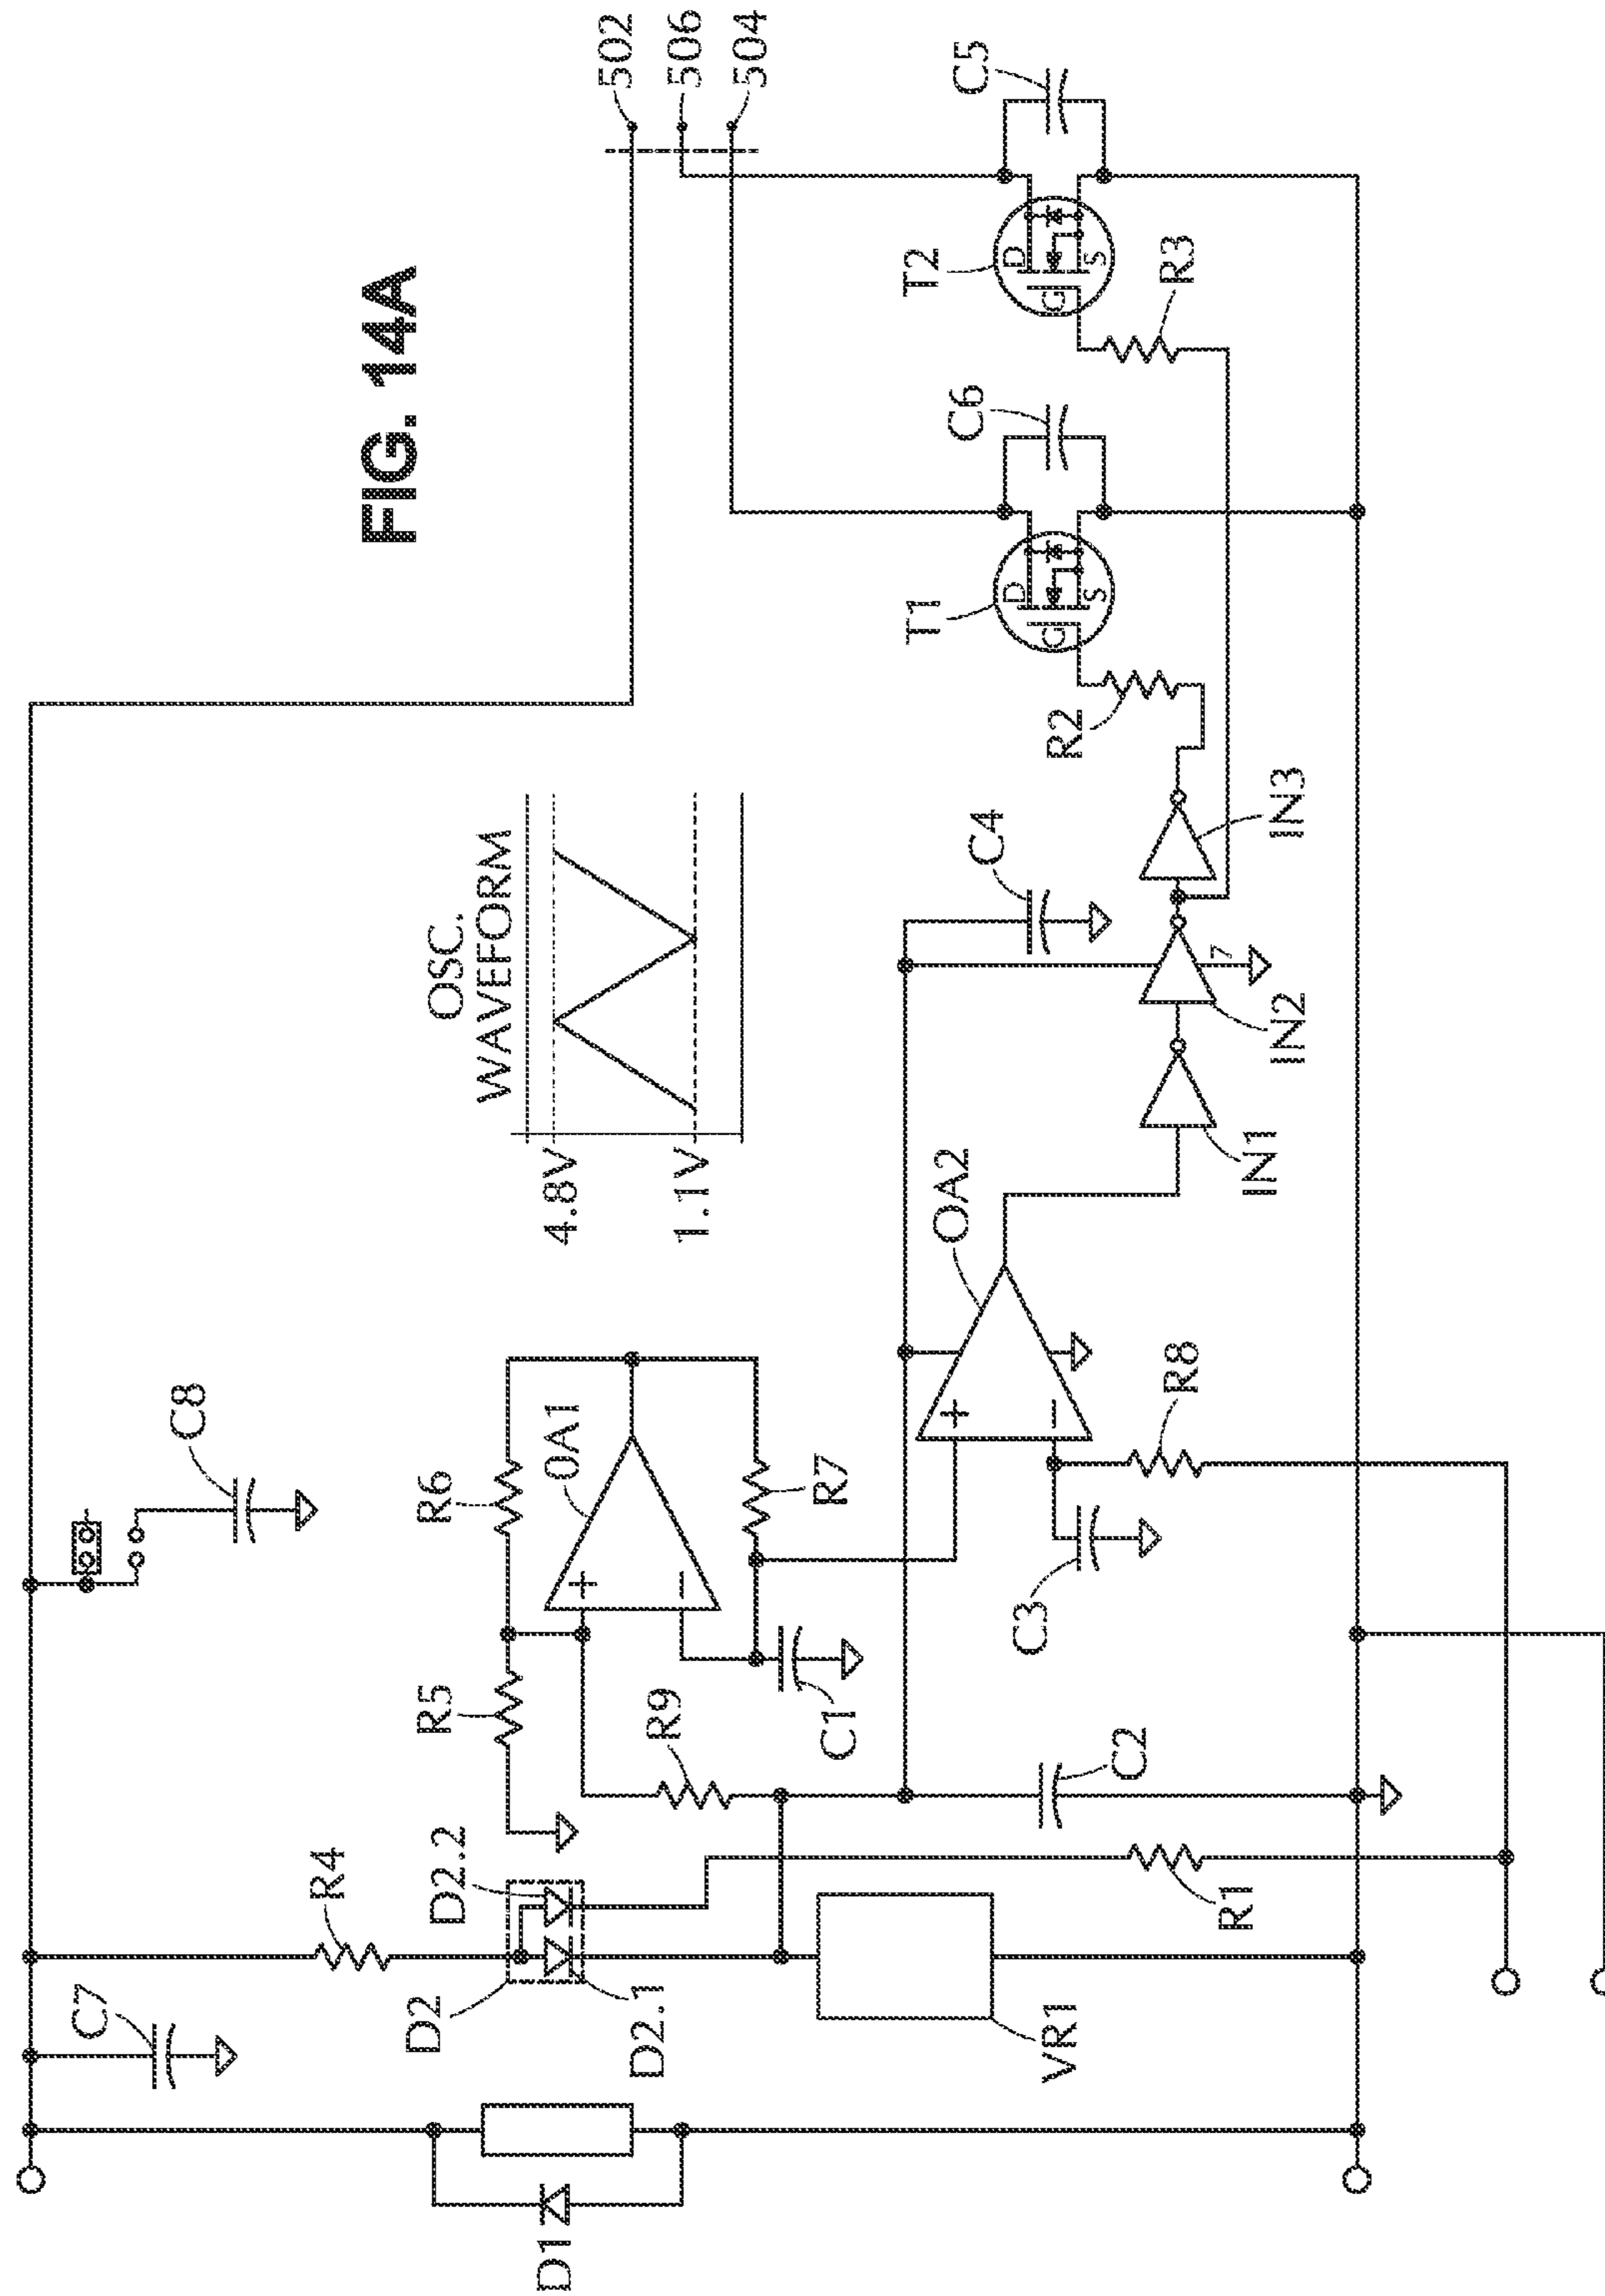 FIG. 14A
502
506
504
C8
C7
R4
OSC.
WAVEFORM
4.8V
1.1V
R6
0A1
R5
R7
R9
C1
D2.2
D2
D2.1
D1
VR1
R1
C2
C3
R8
+
−
+
−
OA2
C4
IN1
IN2
7
IN3
R2
T1
D
G
S
C6
T2
D
G
S
C5
R3